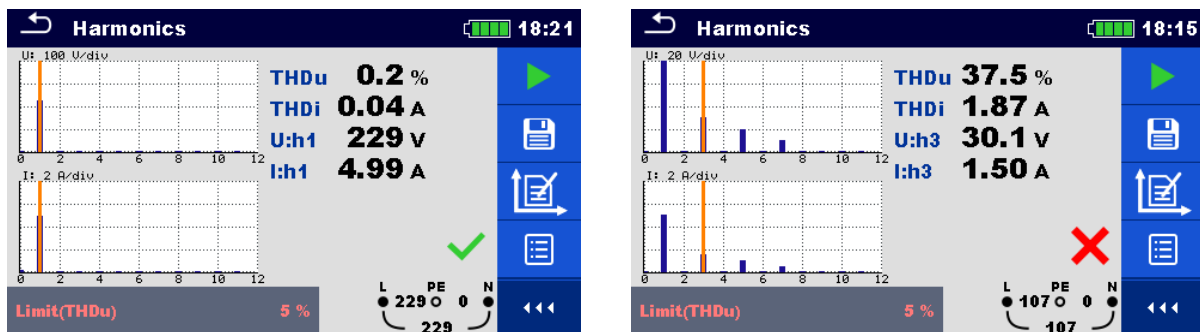 Harmonics 18:21
U: 100 V/div
THDu 0.2 %
THDi 0.04 A
U:h1 229 V
I:h1 4.99 A
0 2 4 6 8 10 12
I: 2 A/div
0 2 4 6 8 10 12
Limit(THDu) 5 %
L PE N
229 0
229
Harmonics 18:15
U: 20 V/div
THDu 37.5 %
THDi 1.87 A
U:h3 30.1 V
I:h3 1.50 A
0 2 4 6 8 10 12
I: 2 A/div
0 2 4 6 8 10 12
Limit(THDu) 5 %
L PE N
107 0
107